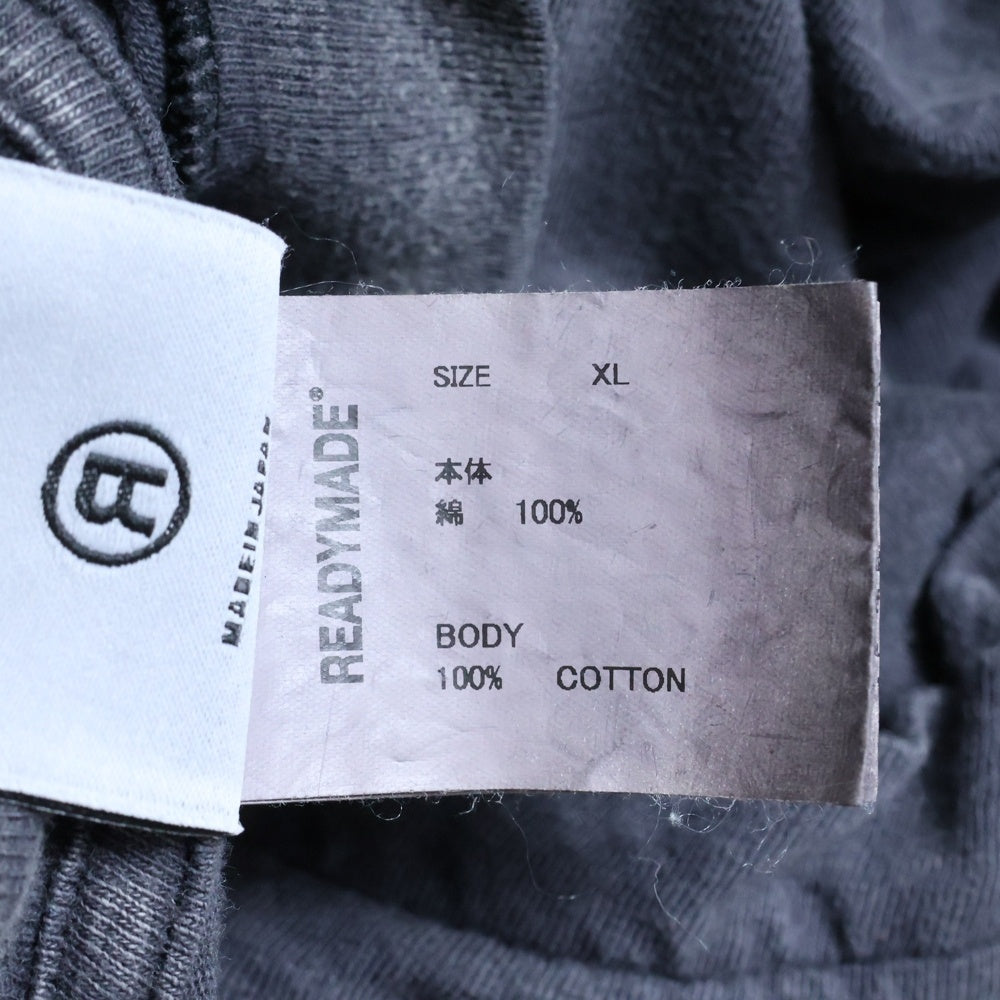 R
MADE IN JAPAN
READYMADE®
SIZE XL
本体
綿 100%
BODY
100% COTTON